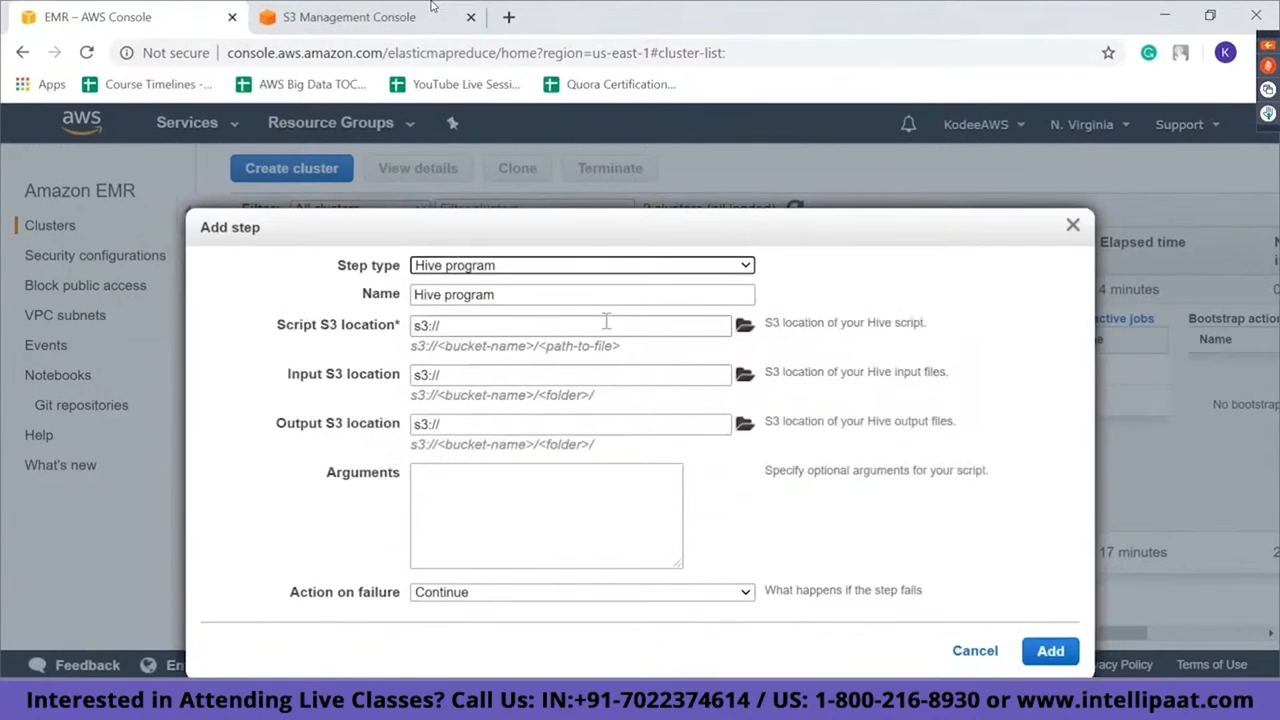 EMR – AWS Console
S3 Management Console
Not secure
console.aws.amazon.com/elasticmapreduce/home?region=us-east-1#cluster-list:
K
Apps
Course Timelines -...
AWS Big Data TOC...
YouTube Live Sessi...
Quora Certification...
aws
Services
Resource Groups
KodeeAWS
N. Virginia
Support
Amazon EMR
Clusters
Security configurations
Block public access
VPC subnets
Events
Notebooks
Git repositories
Help
What's new
Create cluster
View details
Clone
Terminate
Add step
Step type
Hive program
Name
Hive program
Script S3 location*
s3://
S3 location of your Hive script.
s3://<bucket-name>/<path-to-file>
Input S3 location
s3://
S3 location of your Hive input files.
s3://<bucket-name>/<folder>/
Output S3 location
s3://
S3 location of your Hive output files.
s3://<bucket-name>/<folder>/
Arguments
Specify optional arguments for your script.
Action on failure
Continue
What happens if the step fails
Cancel
Add
Elapsed time
4 minutes
active jobs
Bootstrap action
Name
No bootstrap
17 minutes
Feedback
En
vacy Policy
Terms of Use
Interested in Attending Live Classes? Call Us: IN:+91-7022374614 / US: 1-800-216-8930 or www.intellipaat.com